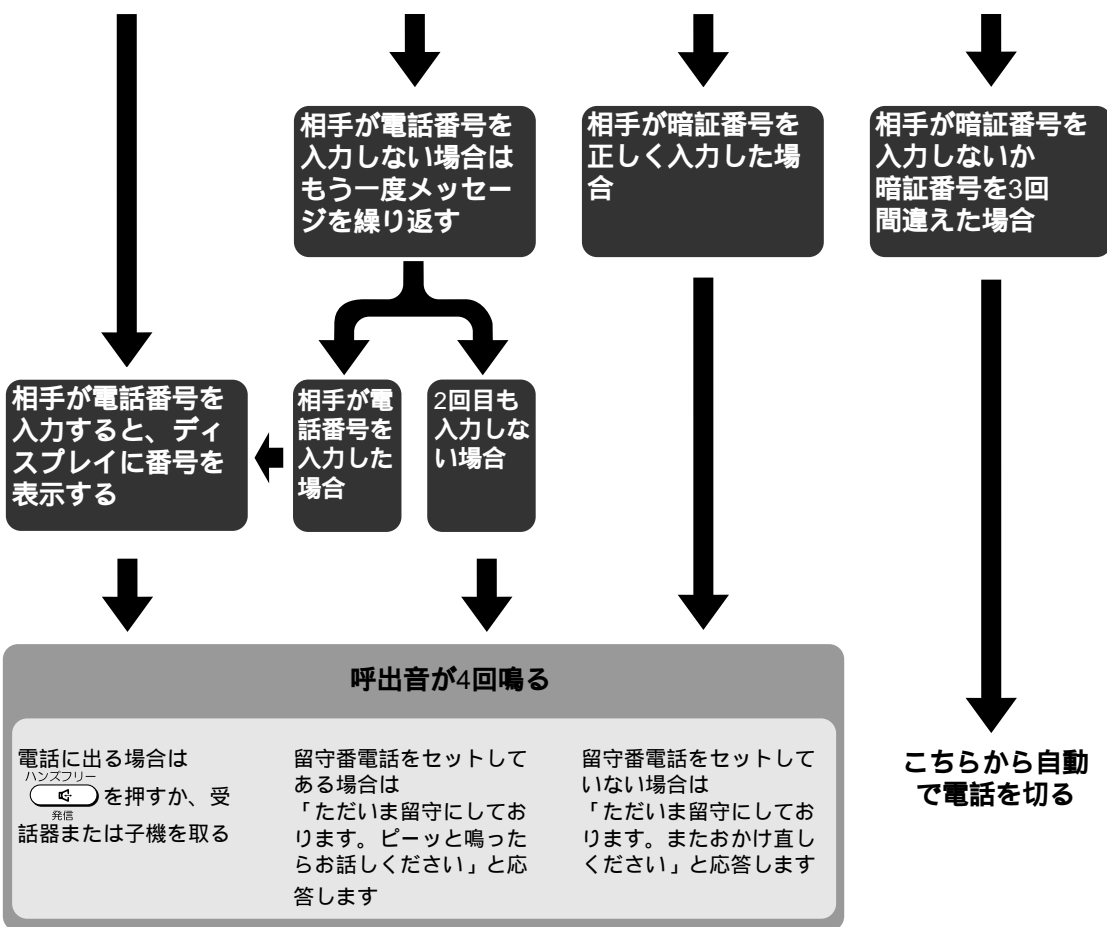 相手が電話番号を
入力しない場合は
もう一度メッセー
ジを繰り返す
相手が暗証番号を
正しく入力した場
合
相手が暗証番号を
入力しないか
暗証番号を3回
間違えた場合
相手が電話番号を
入力すると、ディ
スプレイに番号を
表示する
相手が電
話番号を
入力した
場合
2回目も
入力しな
い場合
呼出音が4回鳴る
電話に出る場合は
ハンズフリー
を押すか、受
発信
話器または子機を取る
留守番電話をセットして
ある場合は
「ただいま留守にしてお
ります。ピーッと鳴った
らお話しください」と応
答します
留守番電話をセットして
いない場合は
「ただいま留守にしてお
ります。またおかけ直し
ください」と応答します
こちらから自動
で電話を切る